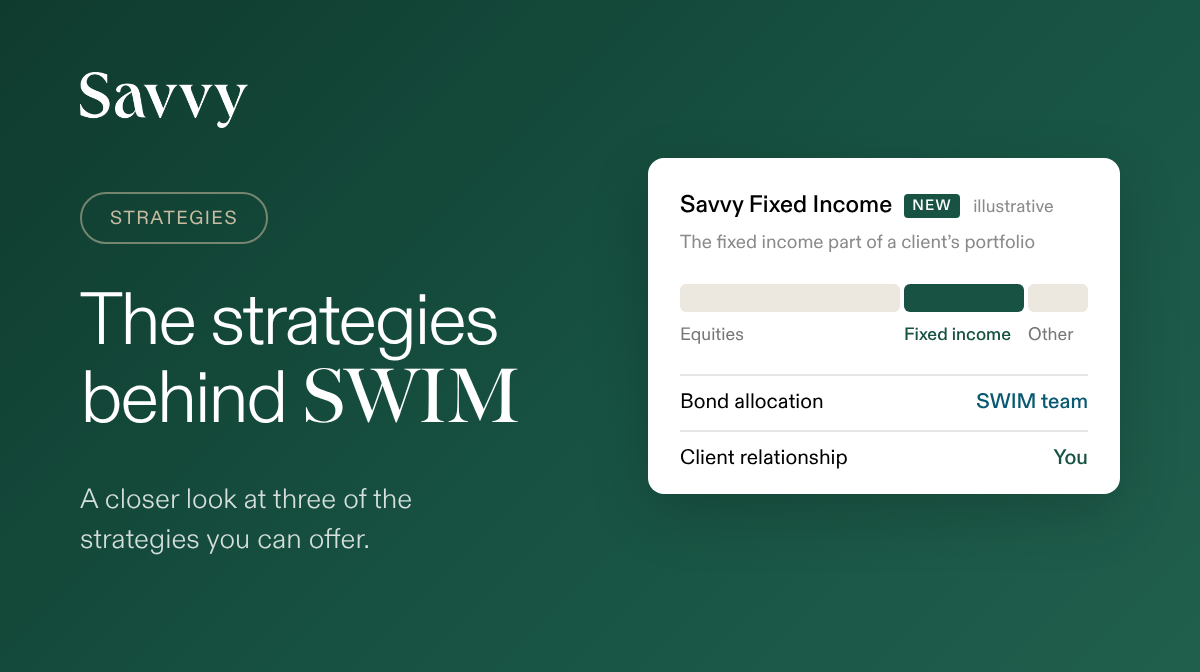 Savvy
STRATEGIES
The strategies
behind SWIM
A closer look at three of the
strategies you can offer.
Savvy Fixed Income NEW illustrative
The fixed income part of a client’s portfolio
Equities Fixed income Other
Bond allocation SWIM team
Client relationship You